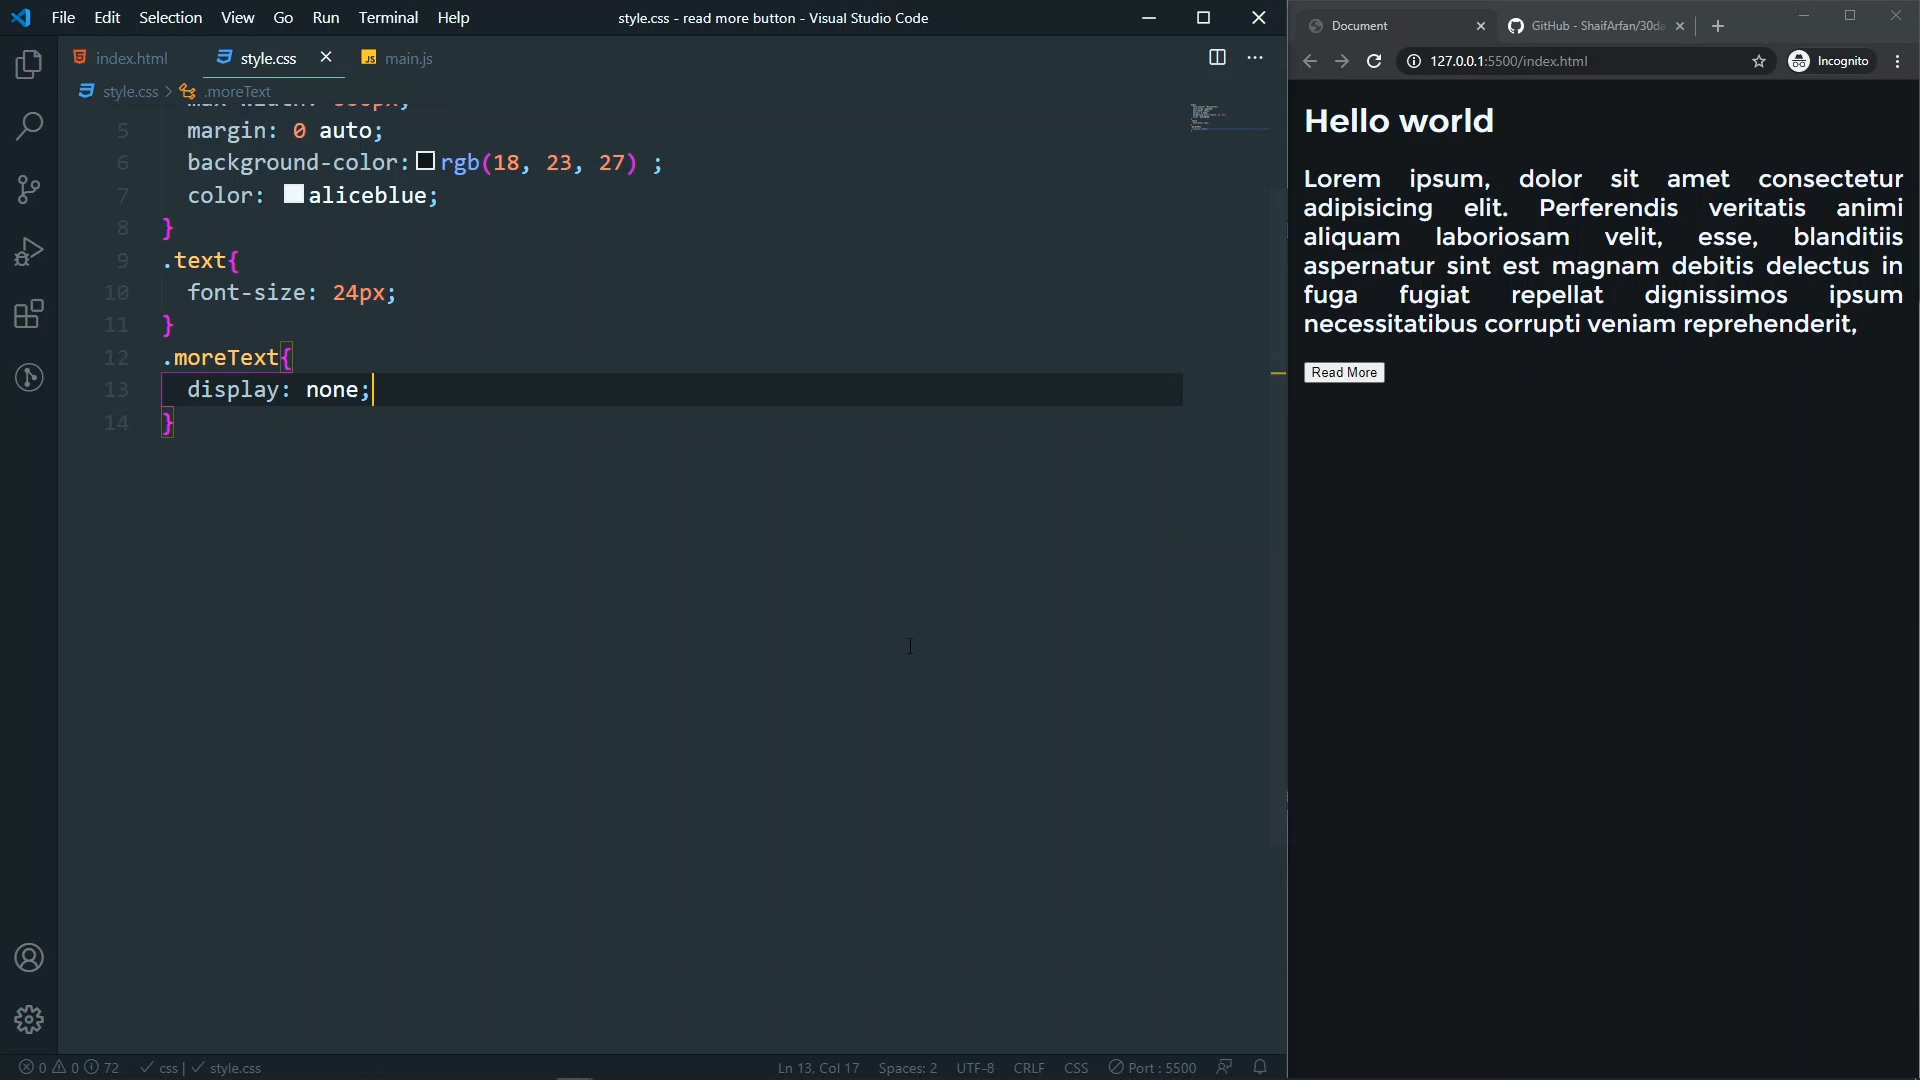 File Edit Selection View Go Run Terminal Help
style.css - read more button - Visual Studio Code
index.html
style.css
main.js
style.css > .moreText
5 margin: 0 auto;
6 background-color: rgb(18, 23, 27) ;
7 color: aliceblue;
8 }
9 .text{
10 font-size: 24px;
11 }
12 .moreText{
13 display: none;
14 }
0 0 72 css | style.css
Ln 13, Col 17 Spaces: 2 UTF-8 CRLF CSS Port : 5500
Document
GitHub - ShaifArfan/30da
127.0.0.1:5500/index.html
Incognito
Hello world
Lorem ipsum, dolor sit amet consectetur
adipisicing elit. Perferendis veritatis animi
aliquam laboriosam velit, esse, blanditiis
aspernatur sint est magnam debitis delectus in
fuga fugiat repellat dignissimos ipsum
necessitatibus corrupti veniam reprehenderit,
Read More